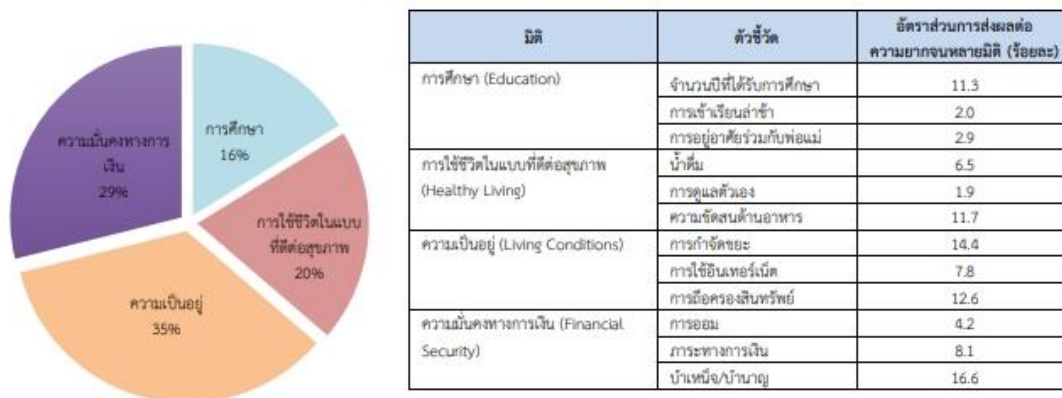 การศึกษา
16%
ความมั่นคงทางการ
เงิน
29%
การใช้ชีวิตในแบบ
ที่ดีต่อสุขภาพ
20%
ความเป็นอยู่
35%
มิติ
ตัวชี้วัด
อัตราส่วนการส่งผลต่อ
ความยากจนหลายมิติ (ร้อยละ)
การศึกษา (Education)
จำนวนปีที่ได้รับการศึกษา 11.3
การเข้าเรียนล่าช้า 2.0
การอยู่อาศัยร่วมกับพ่อแม่ 2.9
การใช้ชีวิตในแบบที่ดีต่อสุขภาพ
(Healthy Living)
น้ำดื่ม 6.5
การดูแลตัวเอง 1.9
ความขัดสนด้านอาหาร 11.7
ความเป็นอยู่ (Living Conditions)
การกำจัดขยะ 14.4
การใช้อินเทอร์เน็ต 7.8
การถือครองสินทรัพย์ 12.6
ความมั่นคงทางการเงิน (Financial
Security)
การออม 4.2
ภาระทางการเงิน 8.1
บำเหน็จ/บำนาญ 16.6